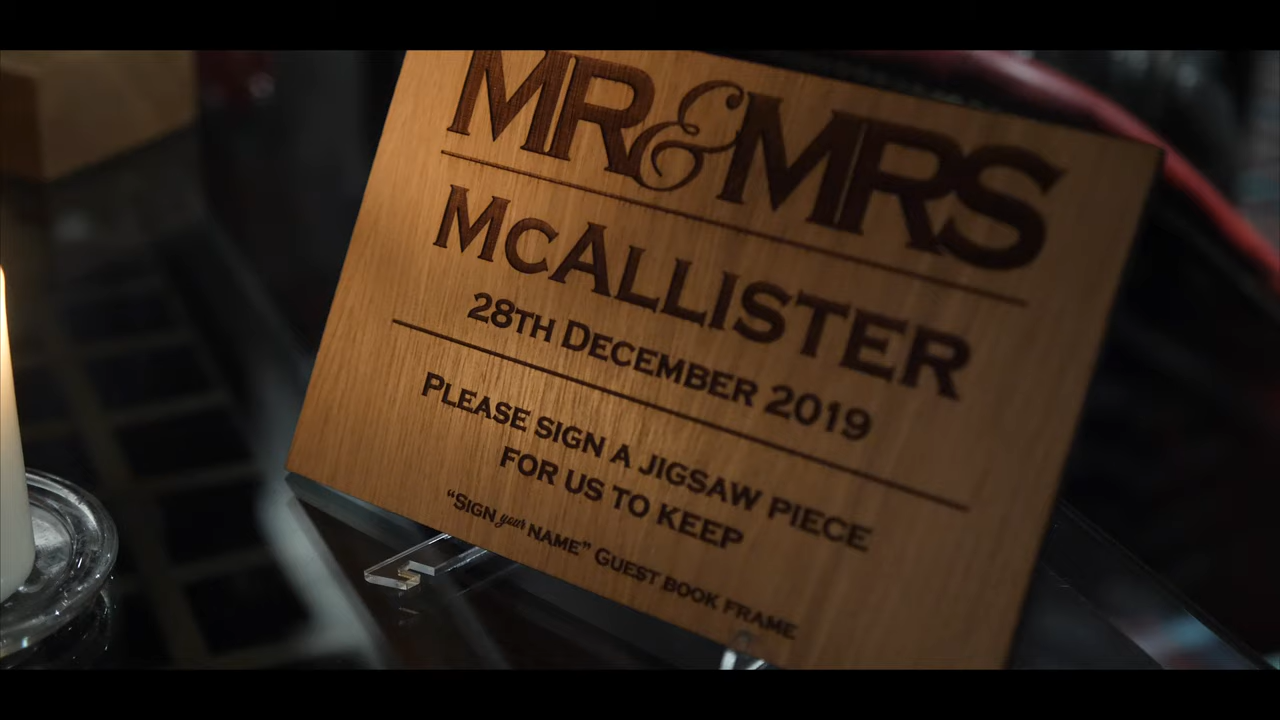 MR & MRS
McALLISTER
28TH DECEMBER 2019
PLEASE SIGN A JIGSAW PIECE
FOR US TO KEEP
"SIGN your NAME" GUEST BOOK FRAME